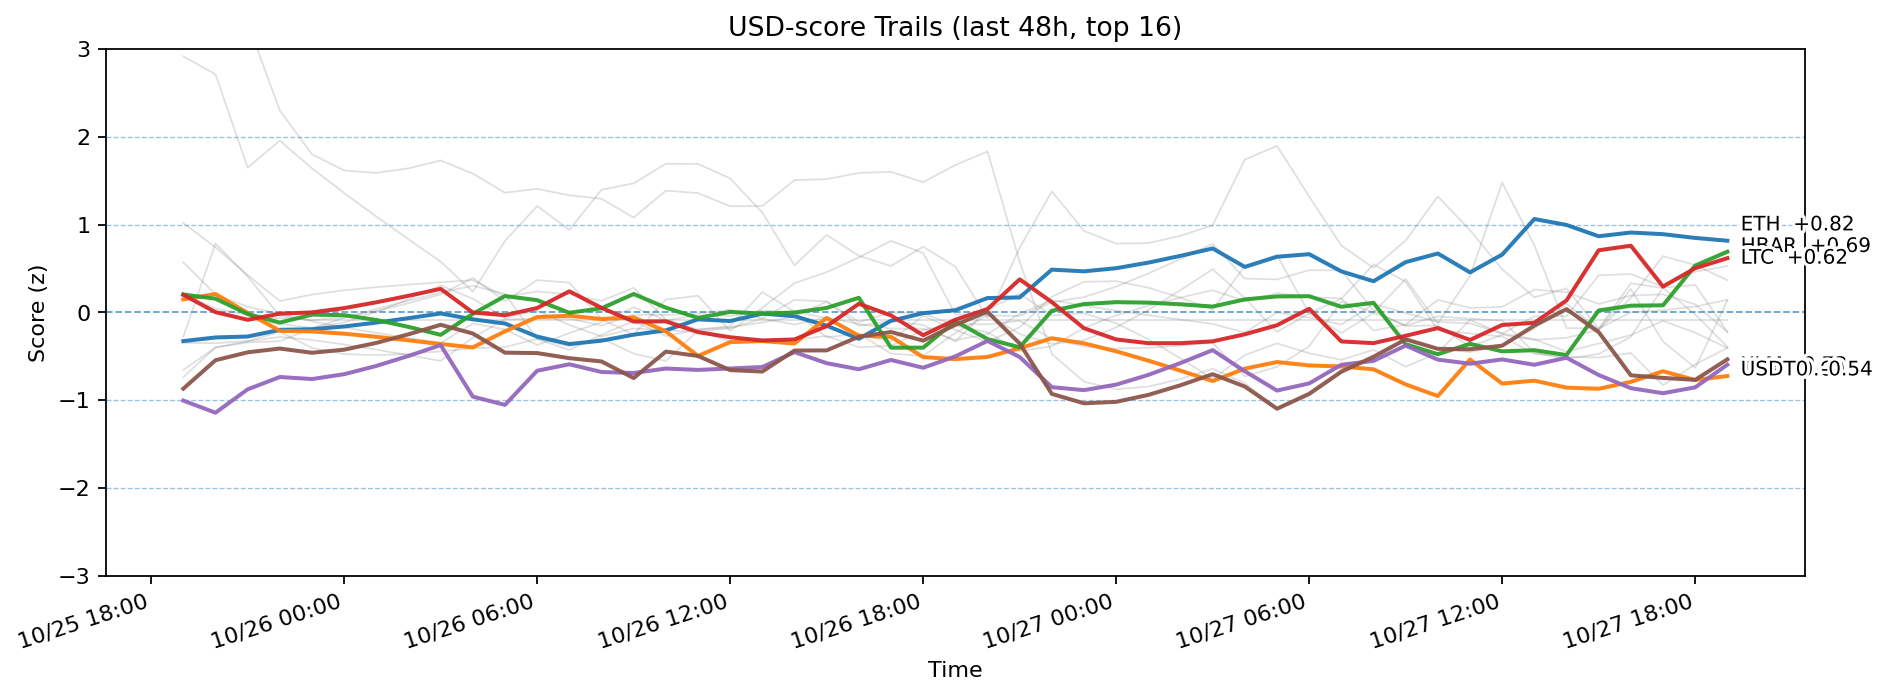 USD-score Trails (last 48h, top 16)
3
2
1
0
−1
−2
−3
Score (z)
ETH +0.82
HBAR +0.69
LTC +0.62
10/25 18:00
10/26 00:00
10/26 06:00
10/26 12:00
10/26 18:00
10/27 00:00
10/27 06:00
10/27 12:00
10/27 18:00
Time